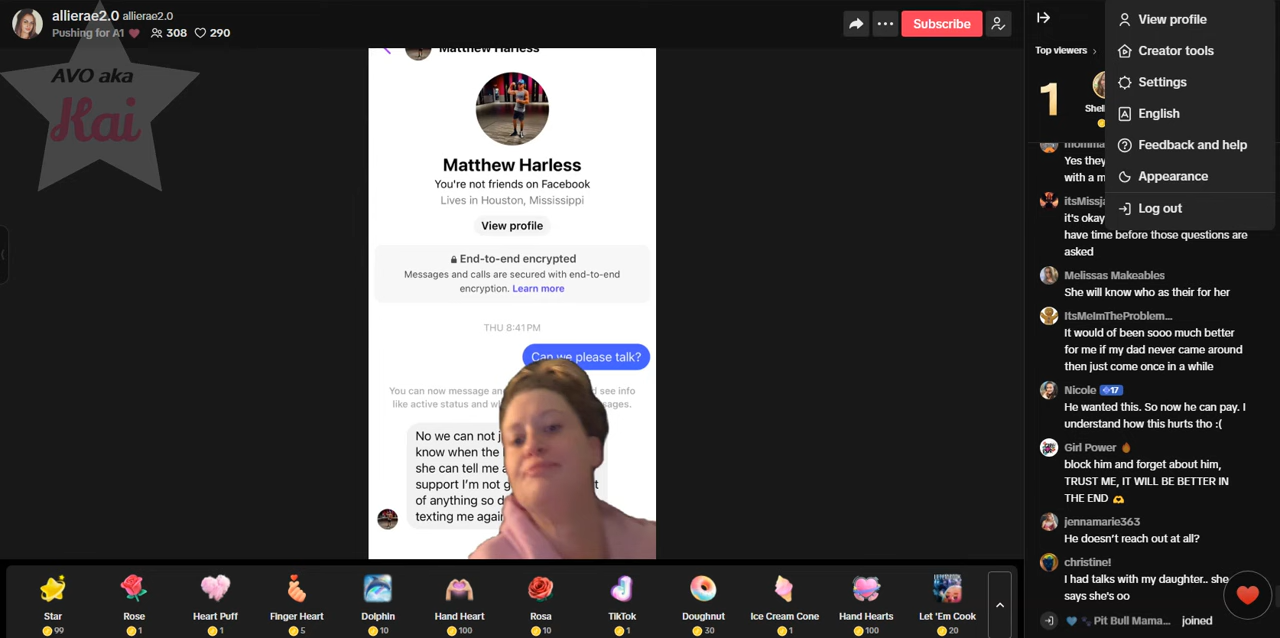 allierae2.0 allierae2.0
Pushing for A1 308 290
Subscribe
AVO aka
Kai
Matthew Harless
Matthew Harless
You're not friends on Facebook
Lives in Houston, Mississippi
View profile
End-to-end encrypted
Messages and calls are secured with end-to-end
encryption. Learn more
THU 8:41 PM
Can we please talk?
You can now message an see info
like active status and
No we can not
know when the
she can tell me
support I'm not
of anything so
texting me
Top viewers
1
View profile
Creator tools
Settings
English
Feedback and help
Appearance
Log out
Yes they
with a
it's okay
have time before those questions are
asked
Melissas Makeables
She will know who as their for her
ItsMeImTheProblem...
It would of been sooo much better
for me if my dad never came around
then just come once in a while
Nicole 17
He wanted this. So now he can pay. I
understand how this hurts tho :(
Girl Power
block him and forget about him,
TRUST ME, IT WILL BE BETTER IN
THE END
jennamarie363
He doesn't reach out at all?
christine!
I had talks with my daughter.. she
says she's oo
Pit Bull Mama... joined
Star
99
Rose
1
Heart Puff
1
Finger Heart
5
Dolphin
10
Hand Heart
100
Rosa
10
TikTok
1
Doughnut
30
Ice Cream Cone
1
Hand Hearts
100
Let 'Em Cook
20